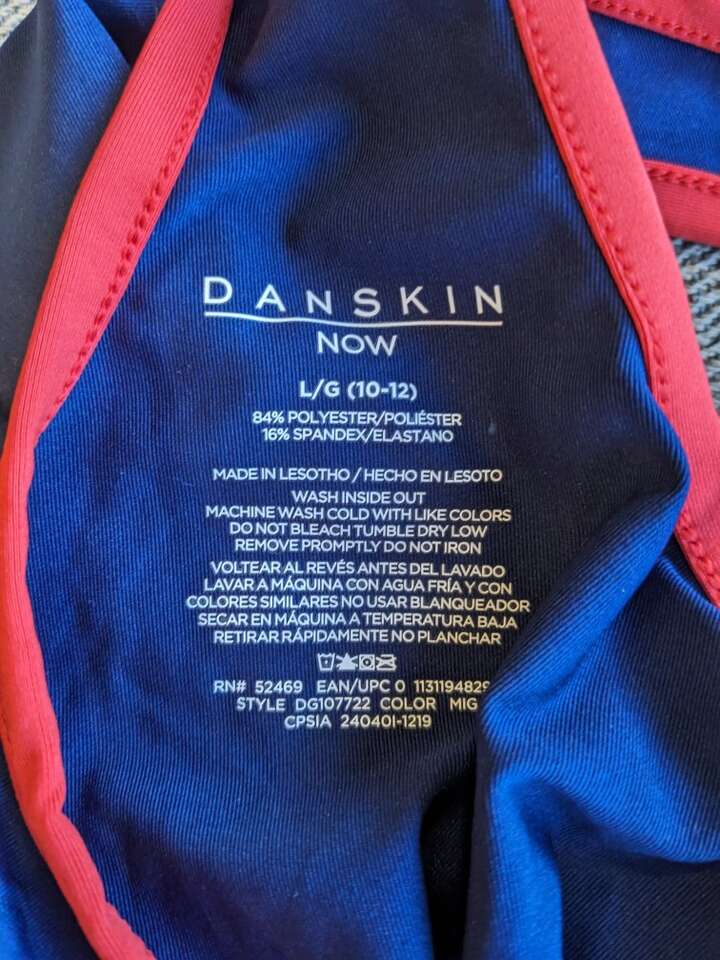 DANSKIN
NOW
L/G (10-12)
84% POLYESTER/POLIÉSTER
16% SPANDEX/ELASTANO
MADE IN LESOTHO / HECHO EN LESOTO
WASH INSIDE OUT
MACHINE WASH COLD WITH LIKE COLORS
DO NOT BLEACH TUMBLE DRY LOW
REMOVE PROMPTLY DO NOT IRON
VOLTEAR AL REVÉS ANTES DEL LAVADO
LAVAR A MÁQUINA CON AGUA FRÍA Y CON
COLORES SIMILARES NO USAR BLANQUEADOR
SECAR EN MÁQUINA A TEMPERATURA BAJA
RETIRAR RÁPIDAMENTE NO PLANCHAR
RN# 52469 EAN/UPC 0
STYLE DG107722 COLOR MIG
CPSIA 240401-1219